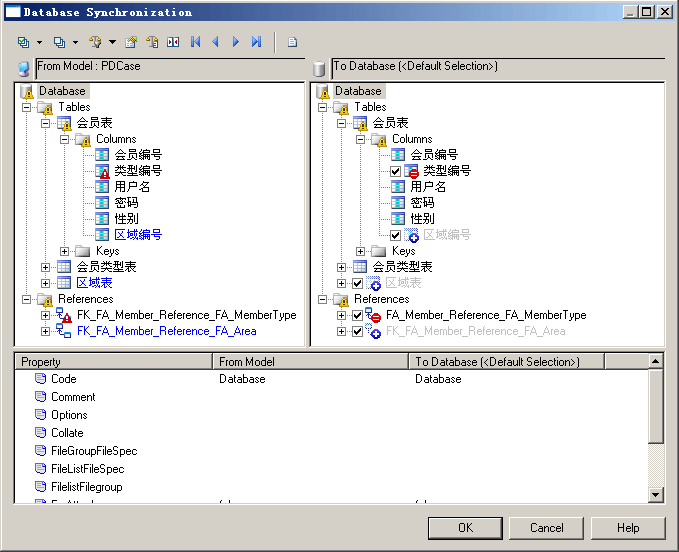 Database Synchronization
From Model : PDCase
To Database (<Default Selection>)
Database
Tables
会员表
Columns
会员编号
类型编号
用户名
密码
性别
区域编号
Keys
会员类型表
区域表
References
FK_FA_Member_Reference_FA_MemberType
FK_FA_Member_Reference_FA_Area
Database
Tables
会员表
Columns
会员编号
类型编号
用户名
密码
性别
区域编号
Keys
会员类型表
区域表
References
FA_Member_Reference_FA_MemberType
FK_FA_Member_Reference_FA_Area
Property From Model To Database (<Default Selection>)
Code Database Database
Comment
Options
Collate
FileGroupFileSpec
FileListFileSpec
FilelistFilegroup
OK Cancel Help